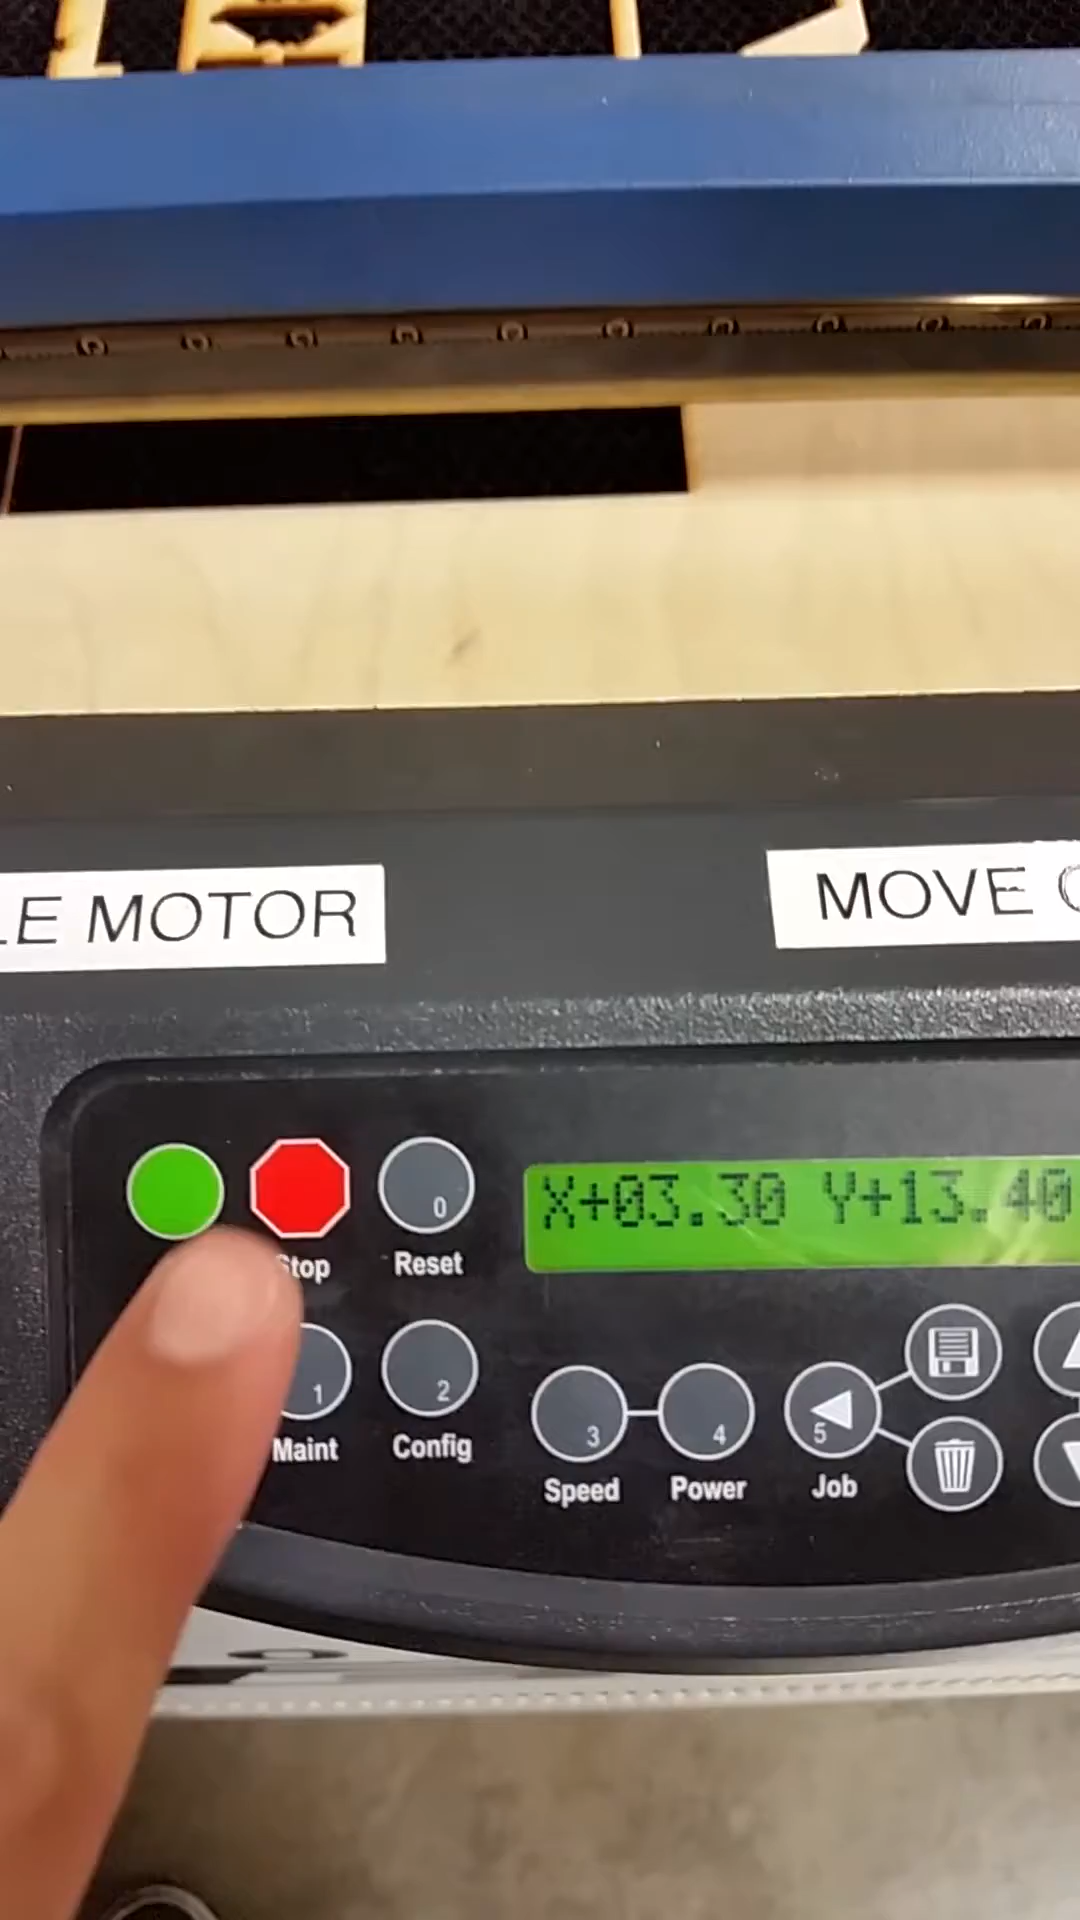 LE MOTOR
MOVE
X+03.30 Y+13.40
0
Stop
Reset
1
2
Maint
Config
3
4
5
Speed
Power
Job